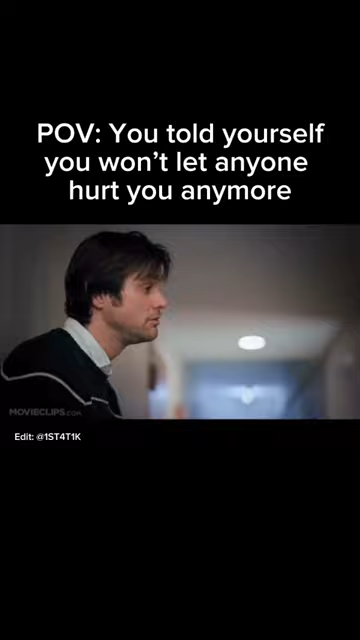 POV: You told yourself
you won’t let anyone
hurt you anymore
MOVIECLIPS.COM
Edit: @1ST4T1K